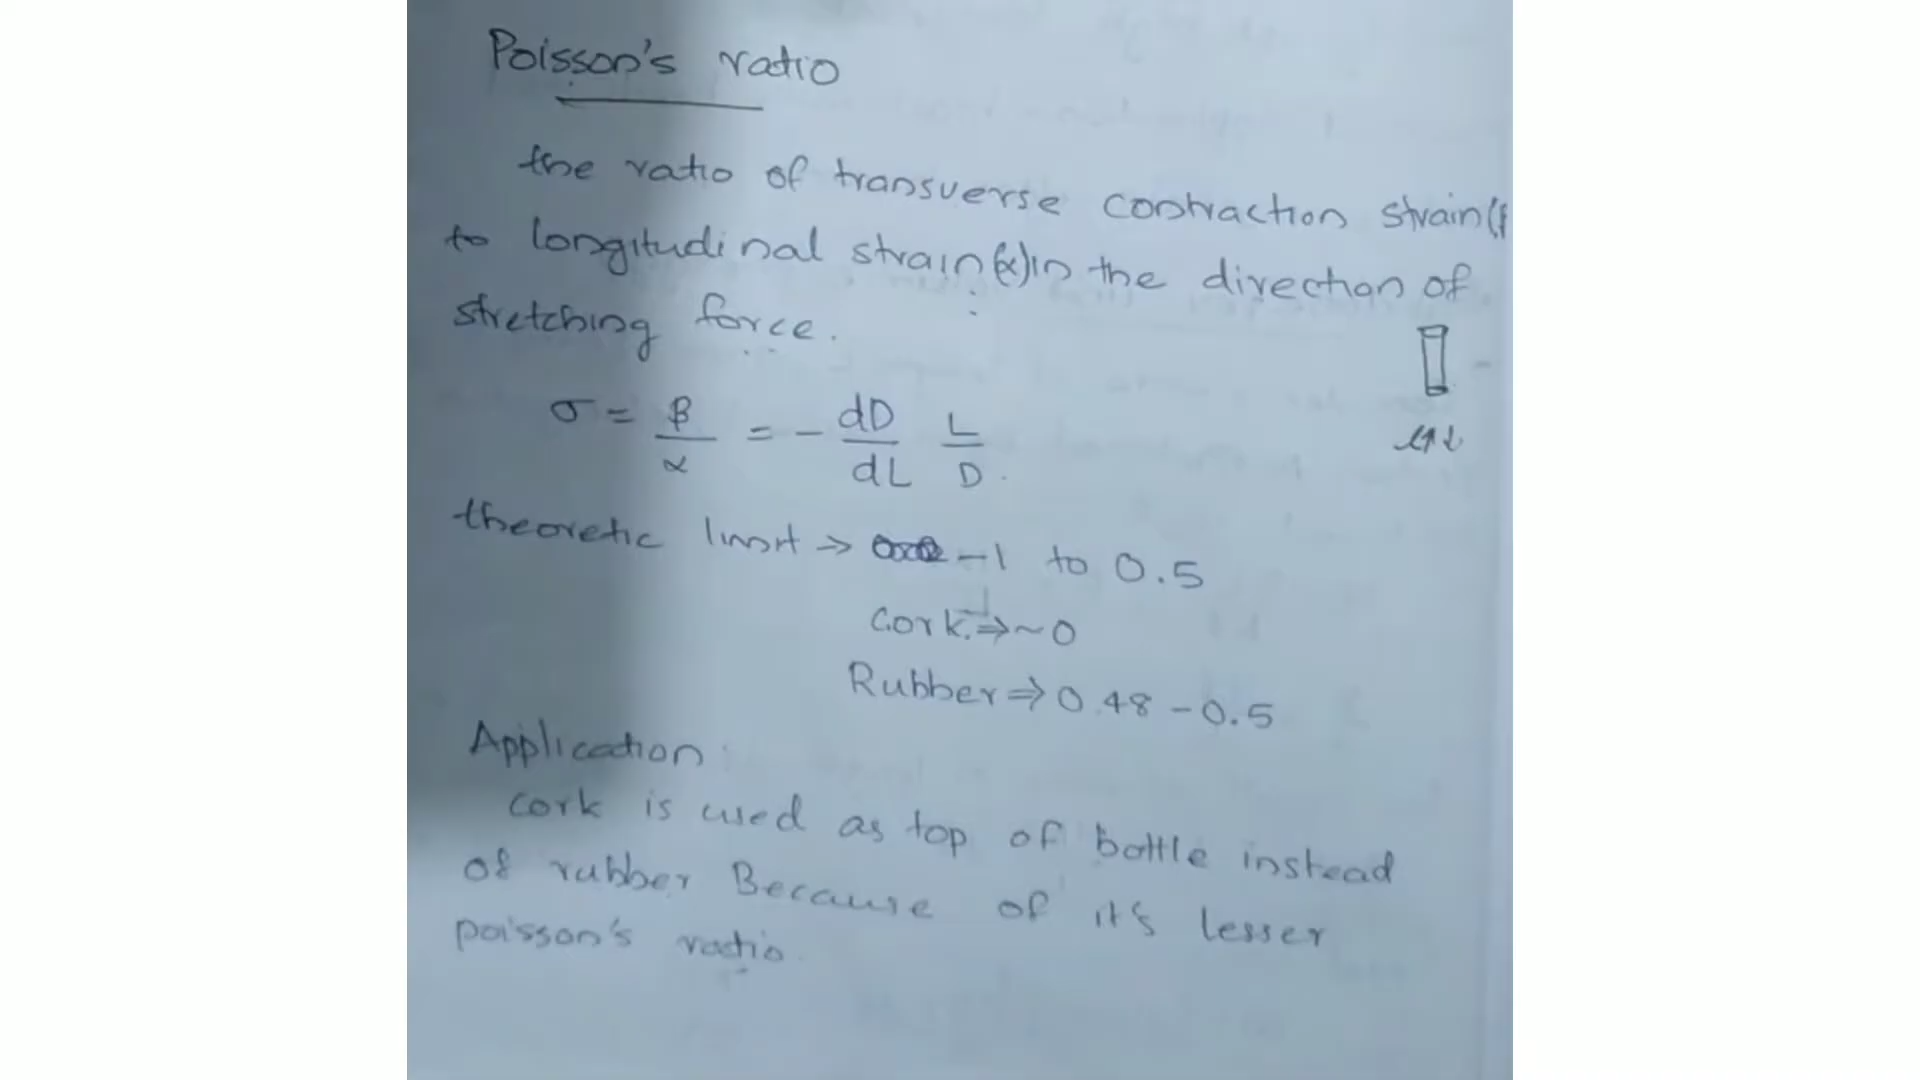 Poisson's ratio
the ratio of transverse contraction strain(
to longitudinal strain(α)in the direction of
stretching force.
σ = β/α = - dD/dL L/D.
theoretic limit → -1 to 0.5
Cork ⇒ ~0
Rubber ⇒ 0.48 - 0.5
Application:
Cork is used as top of bottle instead
of rubber Because of it's lesser
poisson's ratio